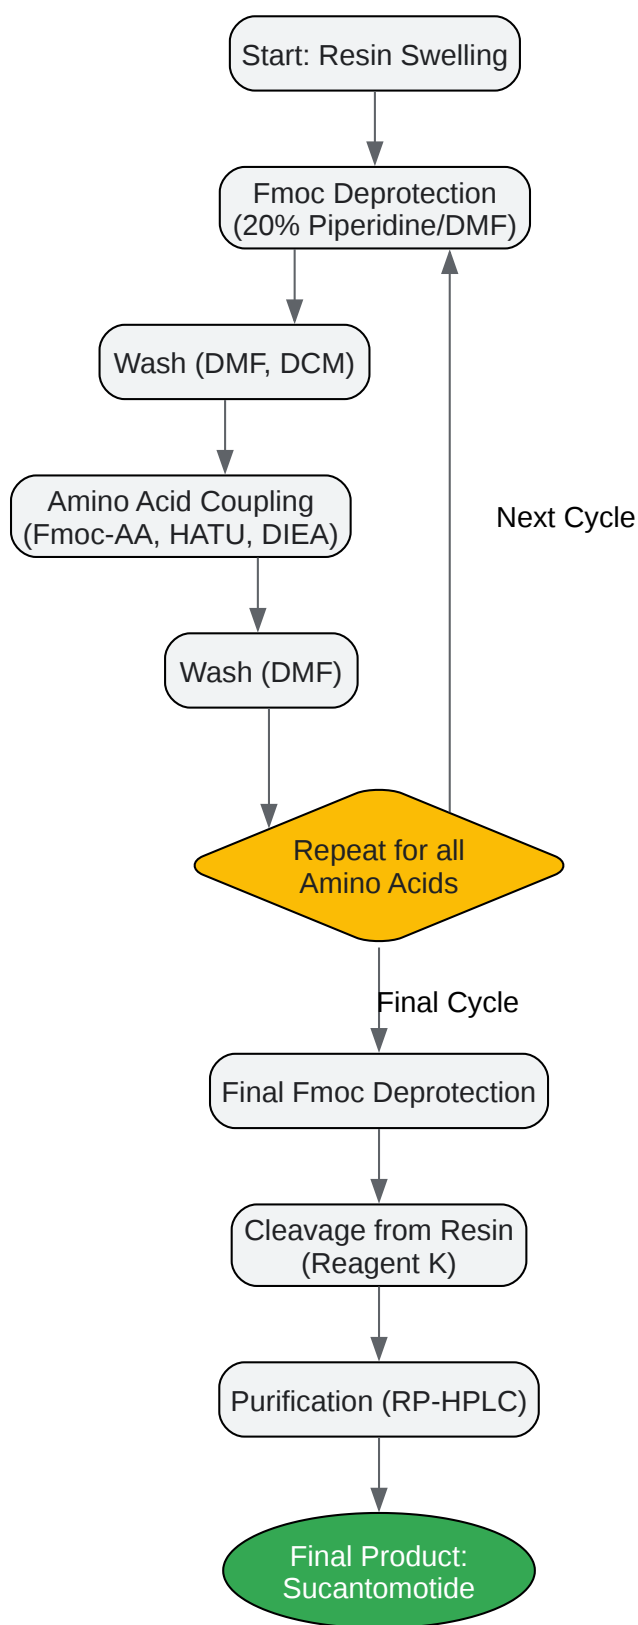 Start: Resin Swelling
Fmoc Deprotection
(20% Piperidine/DMF)
Wash (DMF, DCM)
Amino Acid Coupling
(Fmoc-AA, HATU, DIEA)
Next Cycle
Wash (DMF)
Repeat for all
Amino Acids
Final Cycle
Final Fmoc Deprotection
Cleavage from Resin
(Reagent K)
Purification (RP-HPLC)
Final Product:
Sucantomotide